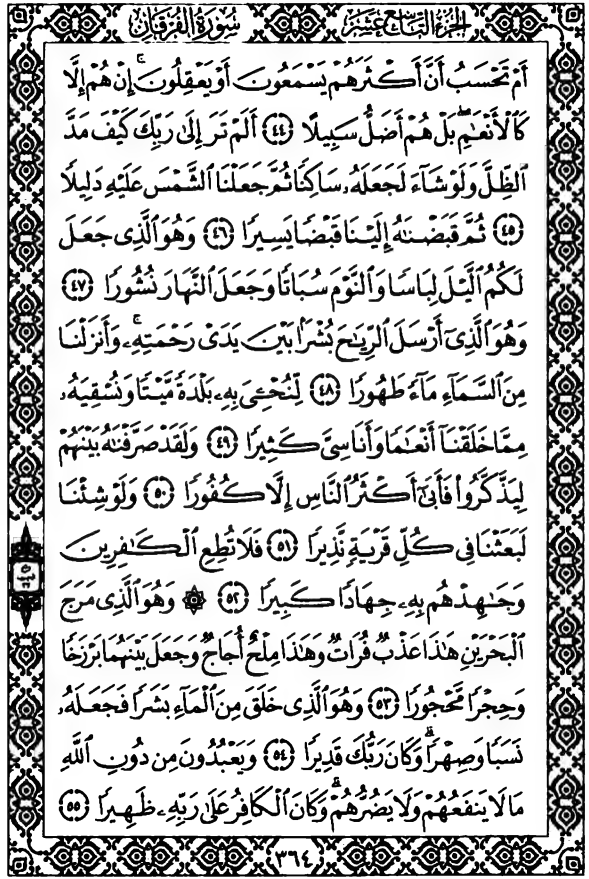 الجزء التاسع عشر
سورة الفرقان
أَمْ تَحْسَبُ أَنَّ أَكْثَرَهُمْ يَسْمَعُونَ أَوْ يَعْقِلُونَ ۚ إِنْ هُمْ إِلَّا
كَالْأَنْعَامِ ۖ بَلْ هُمْ أَضَلُّ سَبِيلًا ٤٤ أَلَمْ تَرَ إِلَىٰ رَبِّكَ كَيْفَ مَدَّ
الظِّلَّ وَلَوْ شَاءَ لَجَعَلَهُ سَاكِنًا ثُمَّ جَعَلْنَا الشَّمْسَ عَلَيْهِ دَلِيلًا
٤٥ ثُمَّ قَبَضْنَاهُ إِلَيْنَا قَبْضًا يَسِيرًا ٤٦ وَهُوَ الَّذِي جَعَلَ
لَكُمُ اللَّيْلَ لِبَاسًا وَالنَّوْمَ سُبَاتًا وَجَعَلَ النَّهَارَ نُشُورًا ٤٧
وَهُوَ الَّذِي أَرْسَلَ الرِّيَاحَ بُشْرًا بَيْنَ يَدَيْ رَحْمَتِهِ ۚ وَأَنزَلْنَا
مِنَ السَّمَاءِ مَاءً طَهُورًا ٤٨ لِّنُحْيِيَ بِهِ بَلْدَةً مَّيْتًا وَنُسْقِيَهُ
مِمَّا خَلَقْنَا أَنْعَامًا وَأَنَاسِيَّ كَثِيرًا ٤٩ وَلَقَدْ صَرَّفْنَاهُ بَيْنَهُمْ
لِيَذَّكَّرُوا فَأَبَىٰ أَكْثَرُ النَّاسِ إِلَّا كُفُورًا ٥٠ وَلَوْ شِئْنَا
لَبَعَثْنَا فِي كُلِّ قَرْيَةٍ نَّذِيرًا ٥١ فَلَا تُطِعِ الْكَافِرِينَ
وَجَاهِدْهُم بِهِ جِهَادًا كَبِيرًا ٥٢ ۞ وَهُوَ الَّذِي مَرَجَ
الْبَحْرَيْنِ هَٰذَا عَذْبٌ فُرَاتٌ وَهَٰذَا مِلْحٌ أُجَاجٌ وَجَعَلَ بَيْنَهُمَا بَرْزَخًا
وَحِجْرًا مَّحْجُورًا ٥٣ وَهُوَ الَّذِي خَلَقَ مِنَ الْمَاءِ بَشَرًا فَجَعَلَهُ
نَسَبًا وَصِهْرًا ۗ وَكَانَ رَبُّكَ قَدِيرًا ٥٤ وَيَعْبُدُونَ مِن دُونِ اللَّهِ
مَا لَا يَنفَعُهُمْ وَلَا يَضُرُّهُمْ ۗ وَكَانَ الْكَافِرُ عَلَىٰ رَبِّهِ ظَهِيرًا ٥٥
٣٦٤